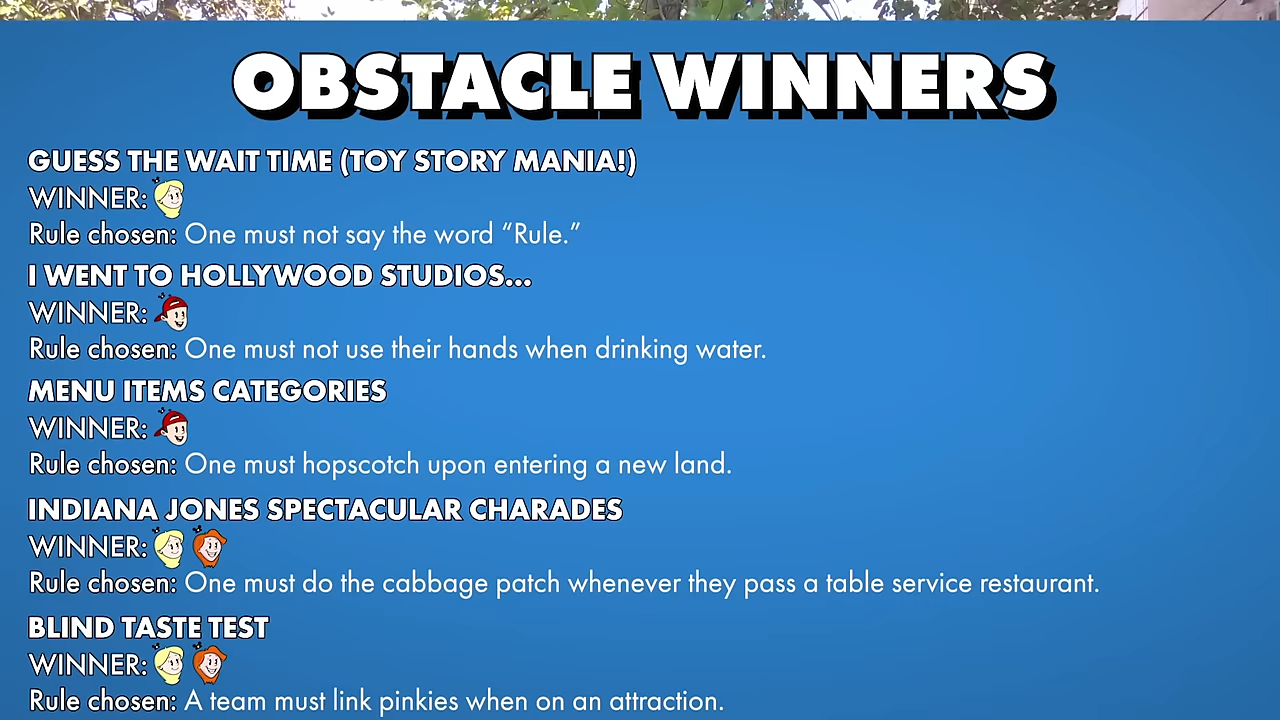 OBSTACLE WINNERS
GUESS THE WAIT TIME (TOY STORY MANIA!)
WINNER:
Rule chosen: One must not say the word “Rule.”
I WENT TO HOLLYWOOD STUDIOS...
WINNER:
Rule chosen: One must not use their hands when drinking water.
MENU ITEMS CATEGORIES
WINNER:
Rule chosen: One must hopscotch upon entering a new land.
INDIANA JONES SPECTACULAR CHARADES
WINNER:
Rule chosen: One must do the cabbage patch whenever they pass a table service restaurant.
BLIND TASTE TEST
WINNER:
Rule chosen: A team must link pinkies when on an attraction.